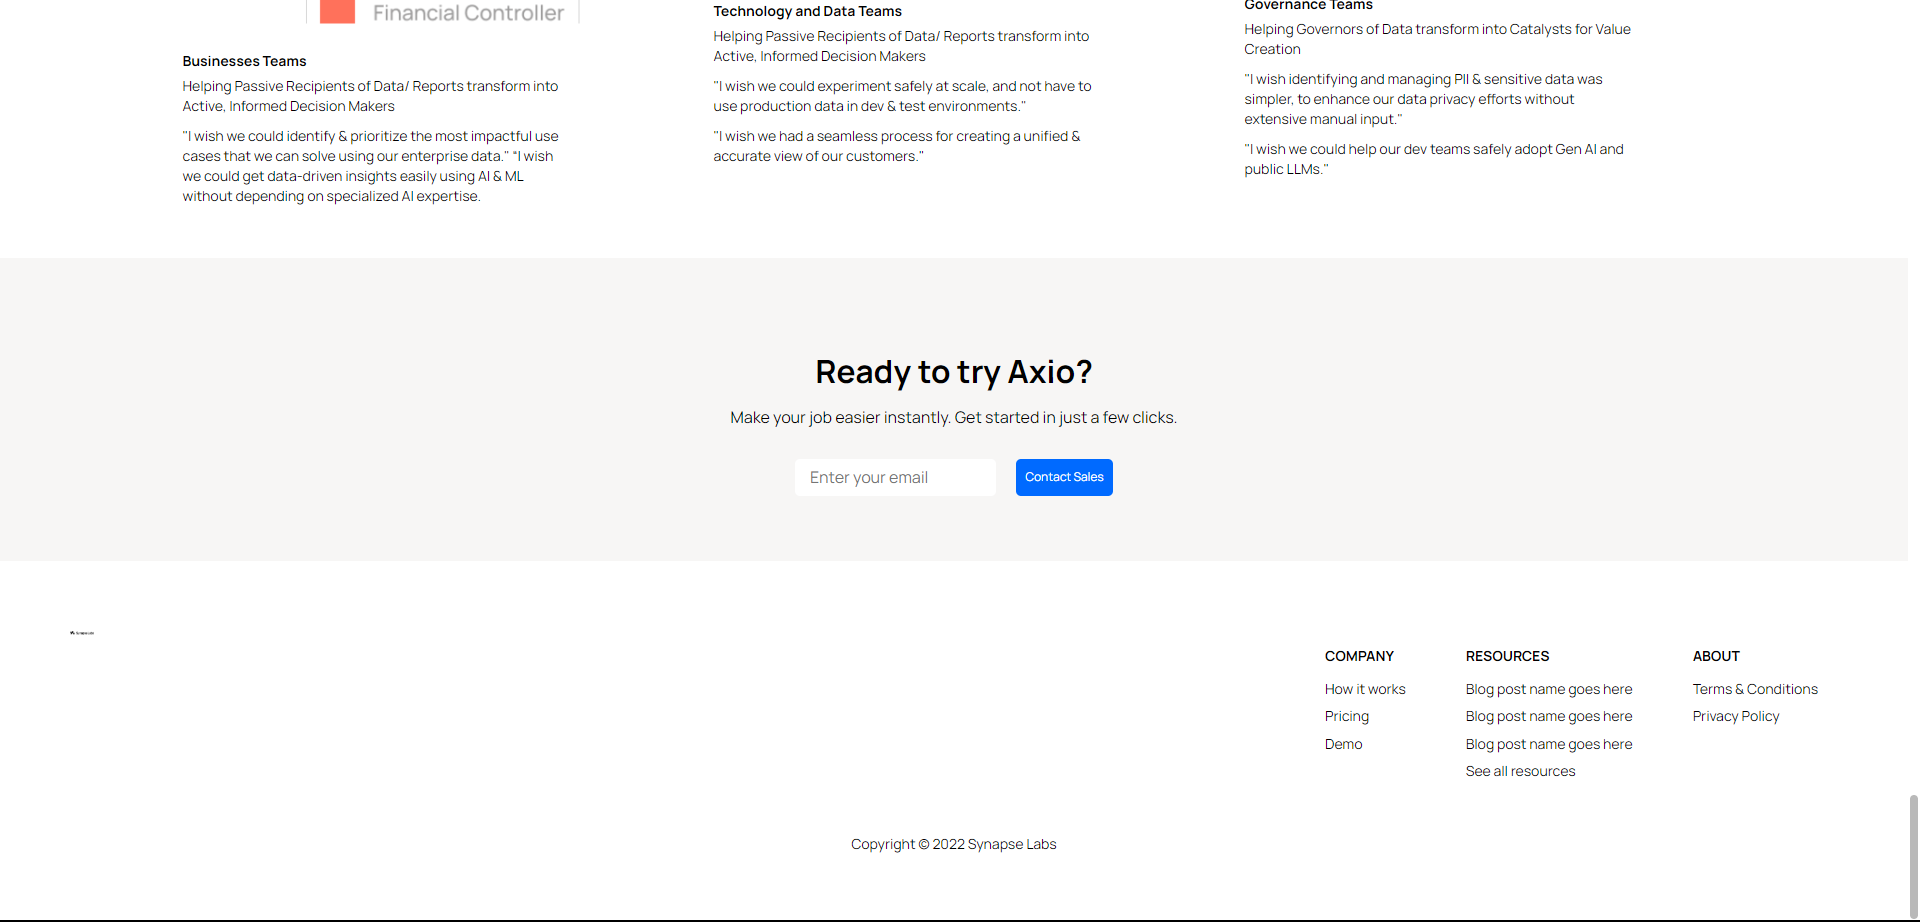 Financial Controller
Businesses Teams
Helping Passive Recipients of Data/ Reports transform into
Active, Informed Decision Makers
"I wish we could identify & prioritize the most impactful use
cases that we can solve using our enterprise data." “I wish
we could get data-driven insights easily using AI & ML
without depending on specialized AI expertise.
Technology and Data Teams
Helping Passive Recipients of Data/ Reports transform into
Active, Informed Decision Makers
"I wish we could experiment safely at scale, and not have to
use production data in dev & test environments."
"I wish we had a seamless process for creating a unified &
accurate view of our customers."
Governance Teams
Helping Governors of Data transform into Catalysts for Value
Creation
"I wish identifying and managing PII & sensitive data was
simpler, to enhance our data privacy efforts without
extensive manual input."
"I wish we could help our dev teams safely adopt Gen AI and
public LLMs."
Ready to try Axio?
Make your job easier instantly. Get started in just a few clicks.
Enter your email
Contact Sales
COMPANY
How it works
Pricing
Demo
RESOURCES
Blog post name goes here
Blog post name goes here
Blog post name goes here
See all resources
ABOUT
Terms & Conditions
Privacy Policy
Copyright © 2022 Synapse Labs